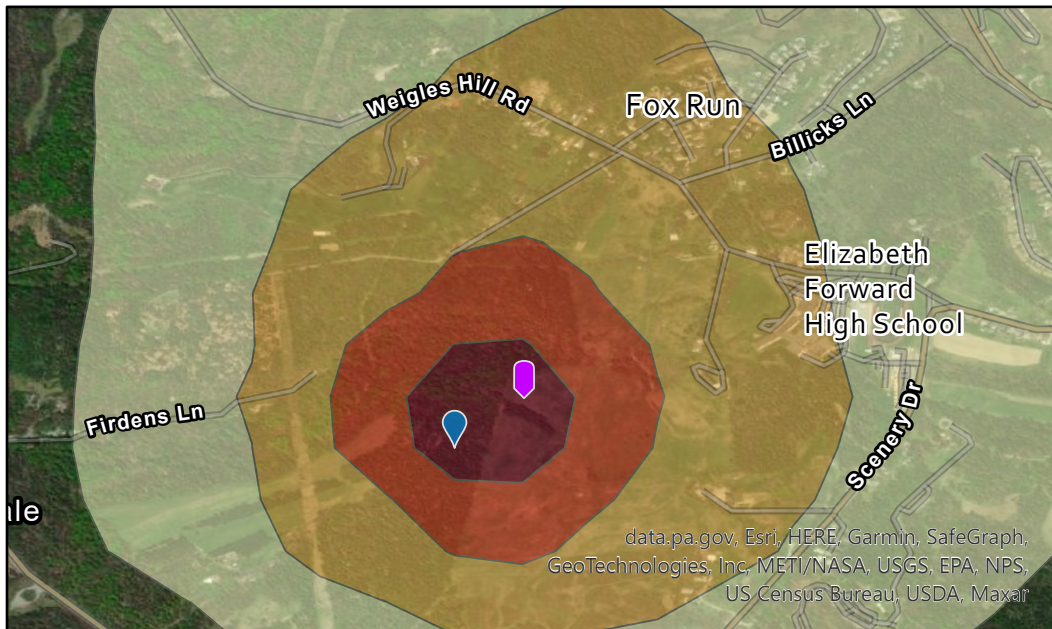 Weigles Hill Rd
Fox Run
Billicks Ln
Elizabeth
Forward
High School
Firdens Ln
Scenery Dr
ale
data.pa.gov, Esri, HERE, Garmin, SafeGraph,
GeoTechnologies, Inc, METI/NASA, USGS, EPA, NPS,
US Census Bureau, USDA, Maxar